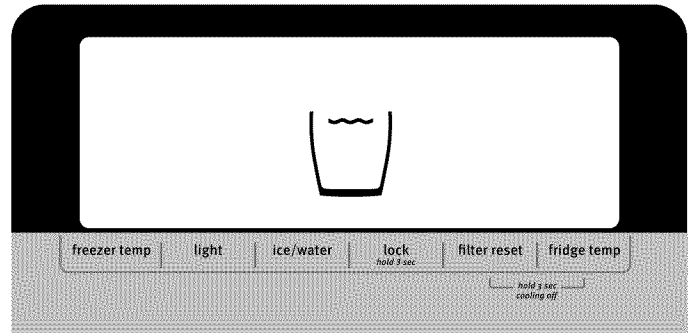 freezer temp light ice/water lock filter reset fridge temp
hold 3 sec
hold 3 sec
cooling off